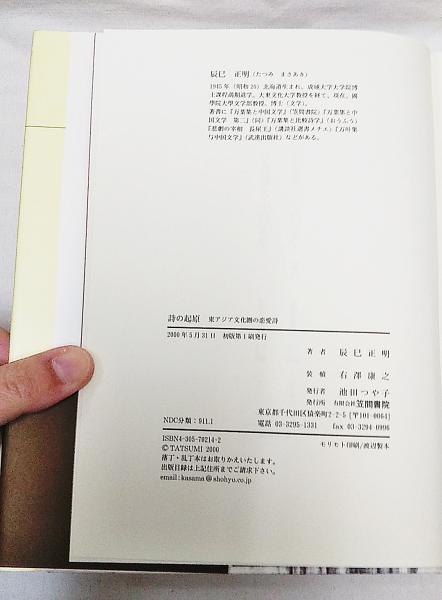 辰巳 正明(たつみ まさあき)
1945年(昭和20)北海道生まれ。成城大学大学院博
士課程満期退学。大東文化大学教授を経て、現在、國
學院大學文学部教授。博士(文学)。
著書に『万葉集と中国文学』(笠間書院)『万葉集と中
国文学 第二』(同)『万葉集と比較詩学』(おうふう)
『悲劇の宰相 長屋王』(講談社選書メチエ)『万叶集
与中国文学』(武漢出版社)などがある。
詩の起原 東アジア文化圏の恋愛詩
2000年5月31日 初版第1刷発行
著者 辰巳正明
装幀 右澤康之
発行者 池田つや子
発行所 有限会社笠間書院
東京都千代田区猿楽町2-2-5[〒101-0064]
NDC分類:911.1
電話 03-3295-1331 fax 03-3294-0996
ISBN4-305-70214-2
モリモト印刷/渡辺製本
©TATSUMI 2000
落丁・乱丁本はお取りかえいたします。
出版目録は上記住所までご請求下さい。
email:kasama@shohyo.co.jp